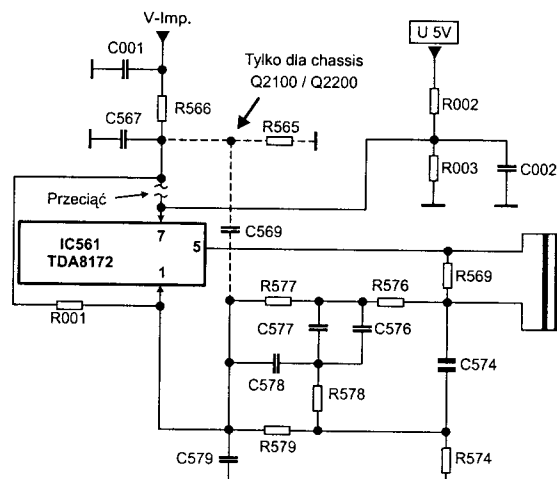 V-Imp.
U 5V
C001
Tylko dla chassis
Q2100 / Q2200
R566
R002
C567
R565
R003
C002
Przeciąć
IC561
TDA8172
7
5
1
C569
R569
R577
R576
R001
C577
C576
C574
C578
R578
R579
C579
R574